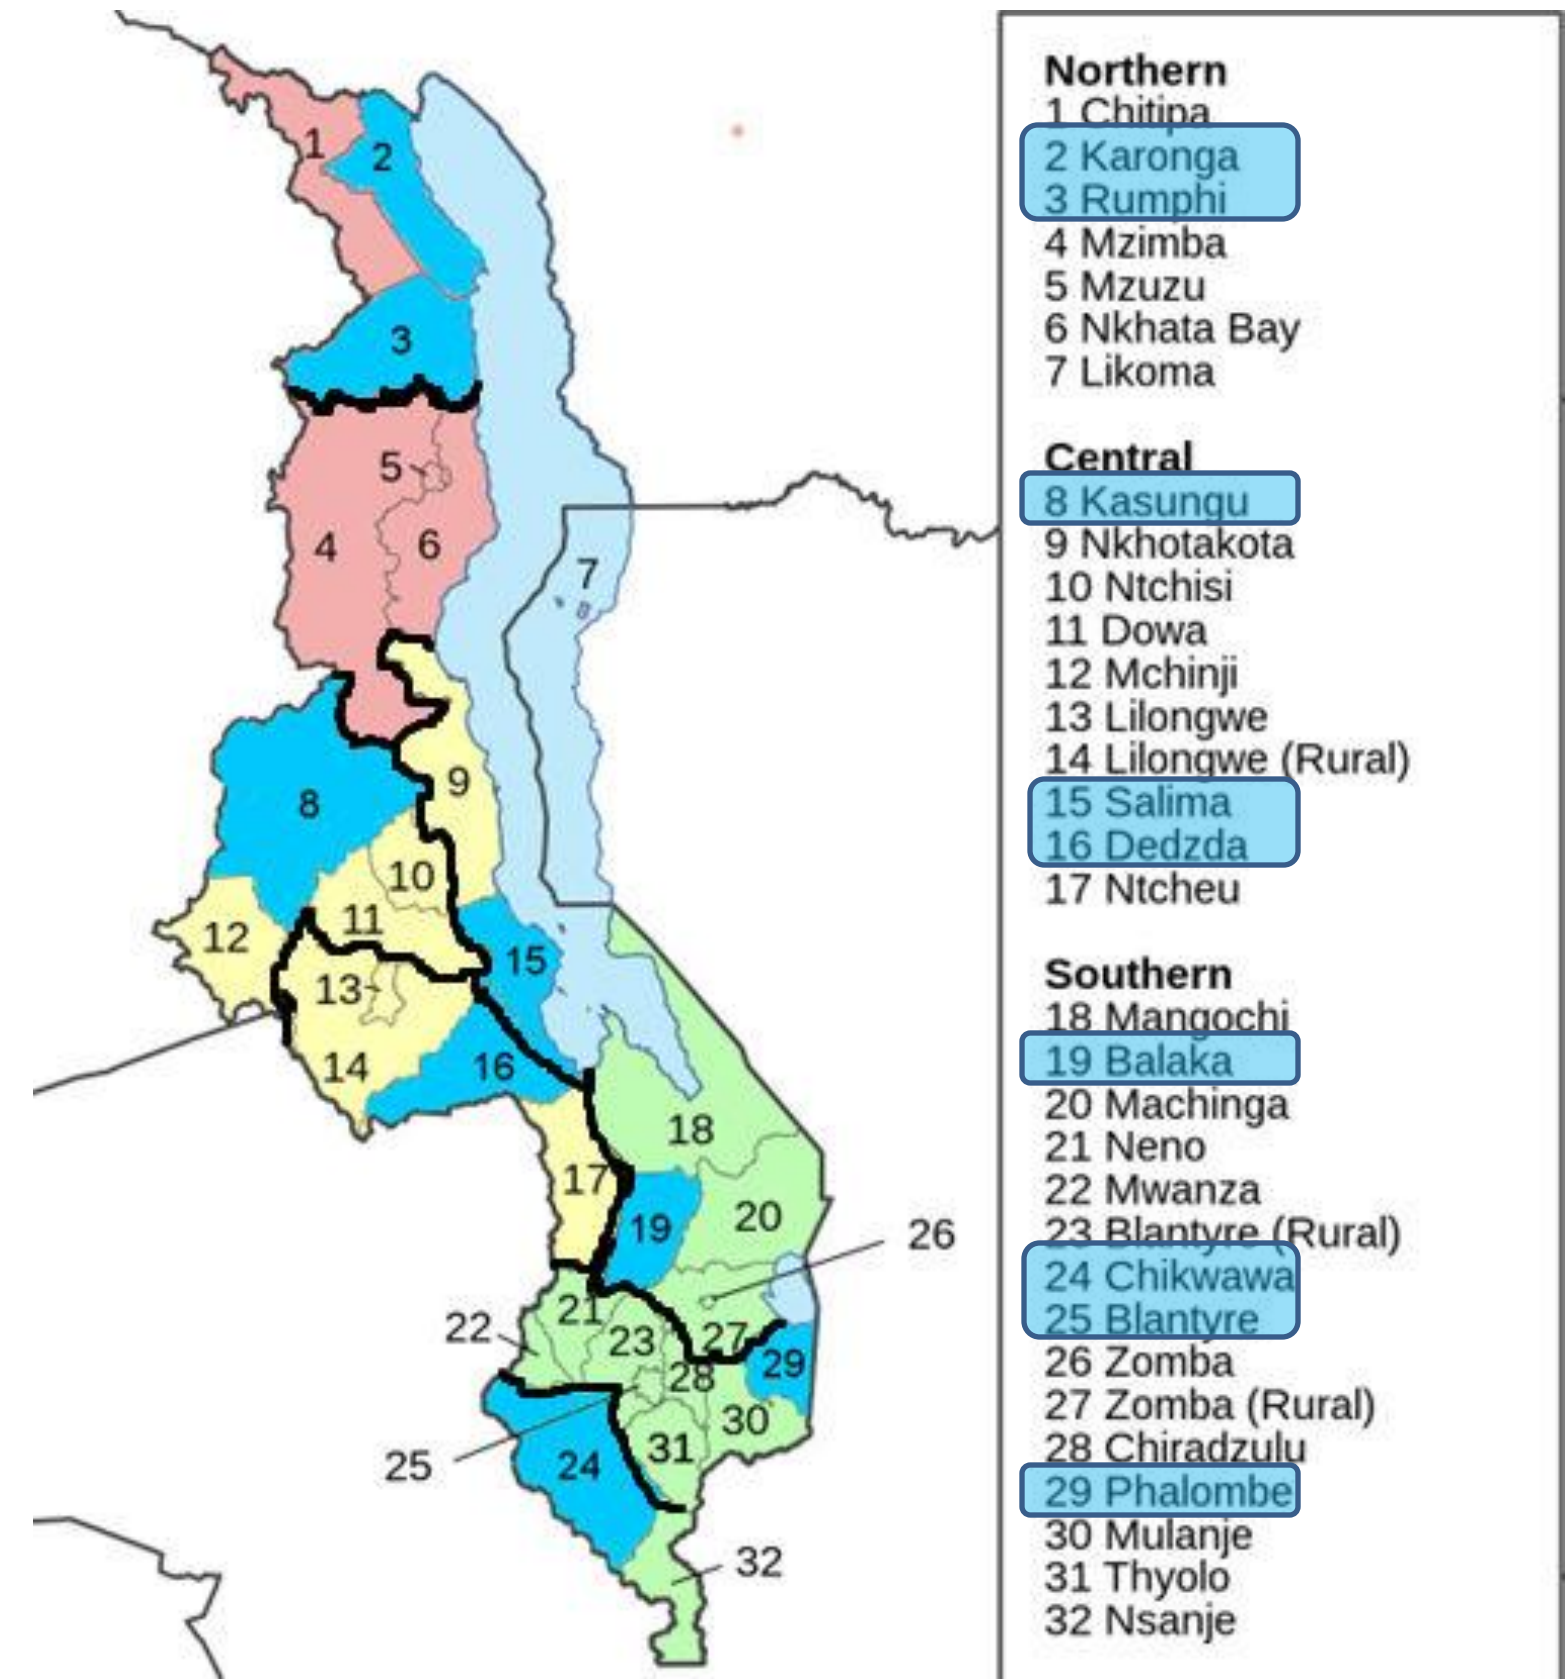 1
2
3
5
4
6
7
9
8
10
11
12
15
13
16
14
18
17
20
19
26
21
22
23
27
29
28
30
31
25
24
32
Northern
1 Chitipa
2 Karonga
3 Rumphi
4 Mzimba
5 Mzuzu
6 Nkhata Bay
7 Likoma
Central
8 Kasungu
9 Nkhotakota
10 Ntchisi
11 Dowa
12 Mchinji
13 Lilongwe
14 Lilongwe (Rural)
15 Salima
16 Dedzda
17 Ntcheu
Southern
18 Mangochi
19 Balaka
20 Machinga
21 Neno
22 Mwanza
23 Blantyre (Rural)
24 Chikwawa
25 Blantyre
26 Zomba
27 Zomba (Rural)
28 Chiradzulu
29 Phalombe
30 Mulanje
31 Thyolo
32 Nsanje